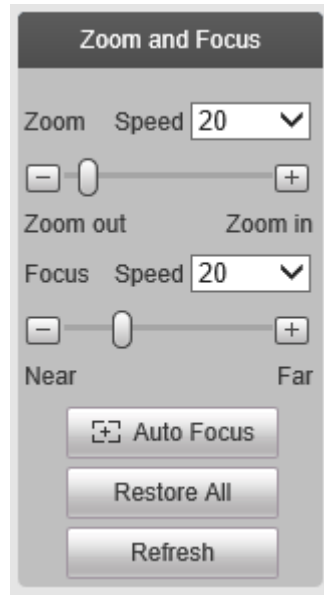 Zoom and Focus
Zoom Speed 20
Zoom out Zoom in
Focus Speed 20
Near Far
Auto Focus
Restore All
Refresh